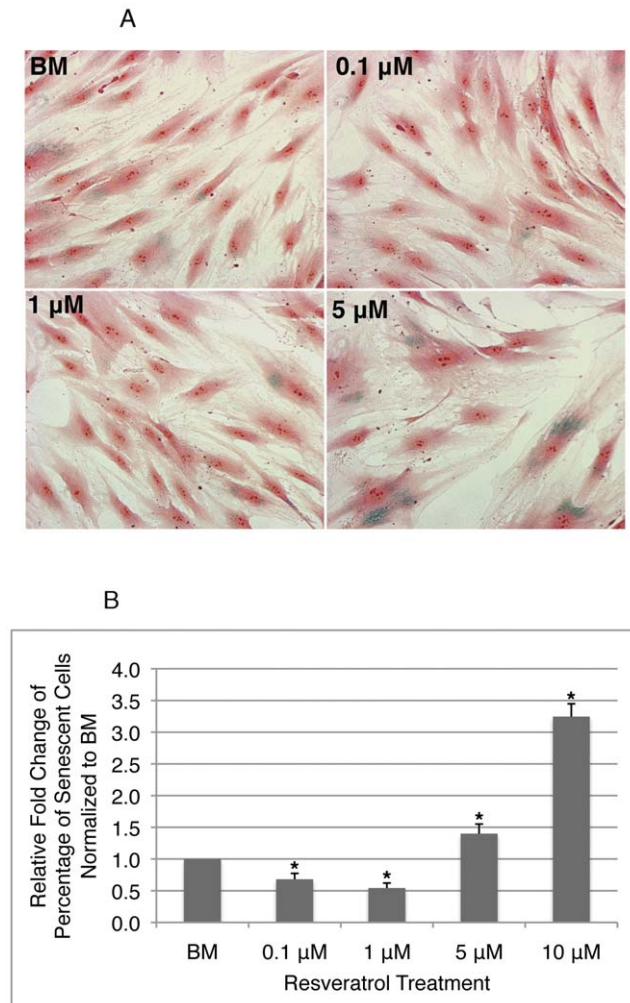 A
BM
0.1 µM
1 µM
5 µM
B
Relative Fold Change of
Percentage of Senescent Cells
Normalized to BM
4.0
3.5
3.0
2.5
2.0
1.5
1.0
0.5
0.0
*
*
*
*
BM 0.1 µM 1 µM 5 µM 10 µM
Resveratrol Treatment